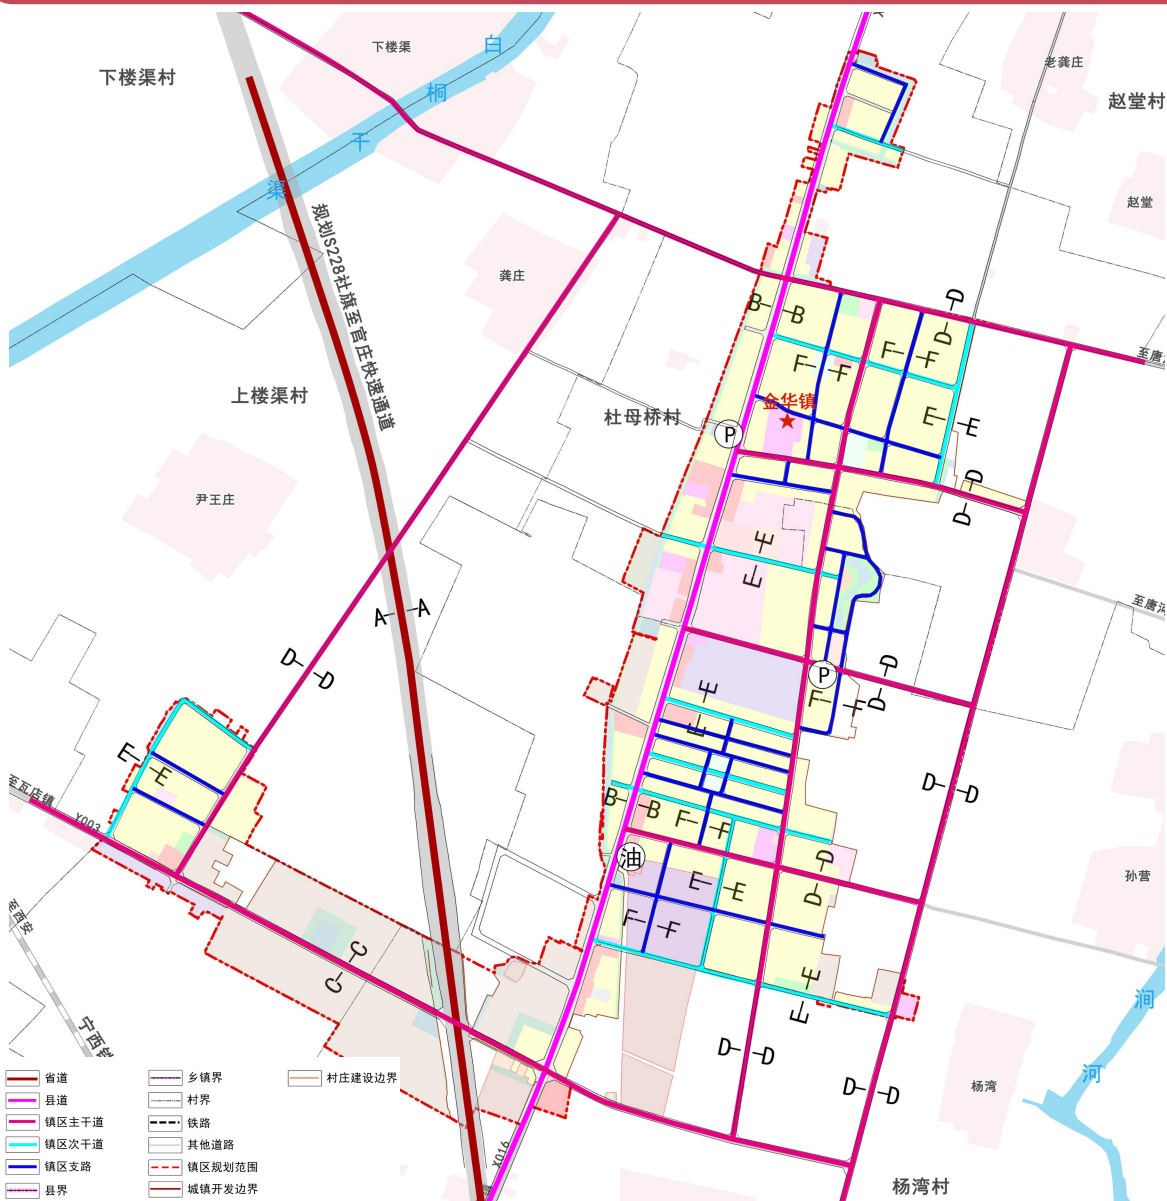 白
下楼渠
下楼渠村
老龚庄
桐
赵堂村
干
渠
赵堂
规划S228社旗至官庄快速通道
龚庄
B B
D D
至唐
F F
F F
上楼渠村
金华镇
杜母桥村
E E
P
尹王庄
D D
E E
A A
至唐河
D D
P
D D
E E
F F
E E
至瓦店镇
D D
Y003
B B
F F
油
D D
孙营
E E
至西安
F F
C C
E E
涧
宁西铁
D D
河
D D
杨湾
X016
杨湾村
省道
县道
镇区主干道
镇区次干道
镇区支路
县界
乡镇界
村界
铁路
其他道路
镇区规划范围
城镇开发边界
村庄建设边界